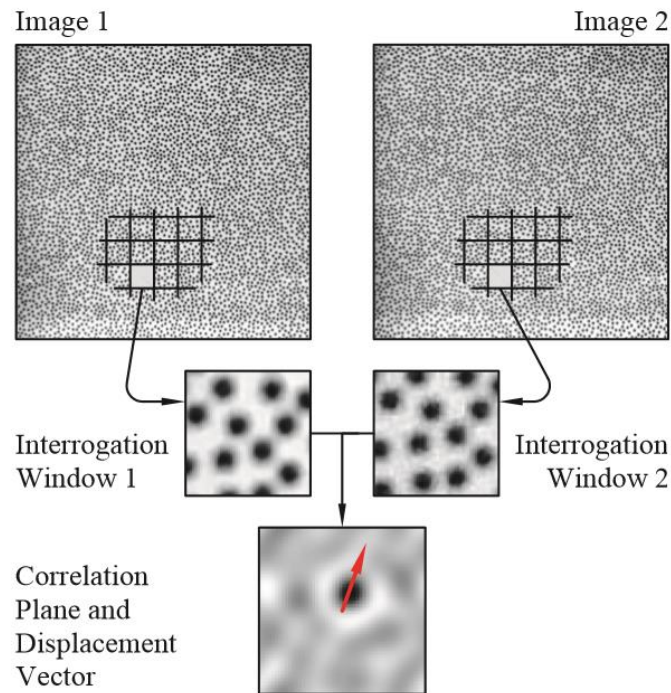 Image 1
Image 2
Interrogation
Window 1
Interrogation
Window 2
Correlation
Plane and
Displacement
Vector